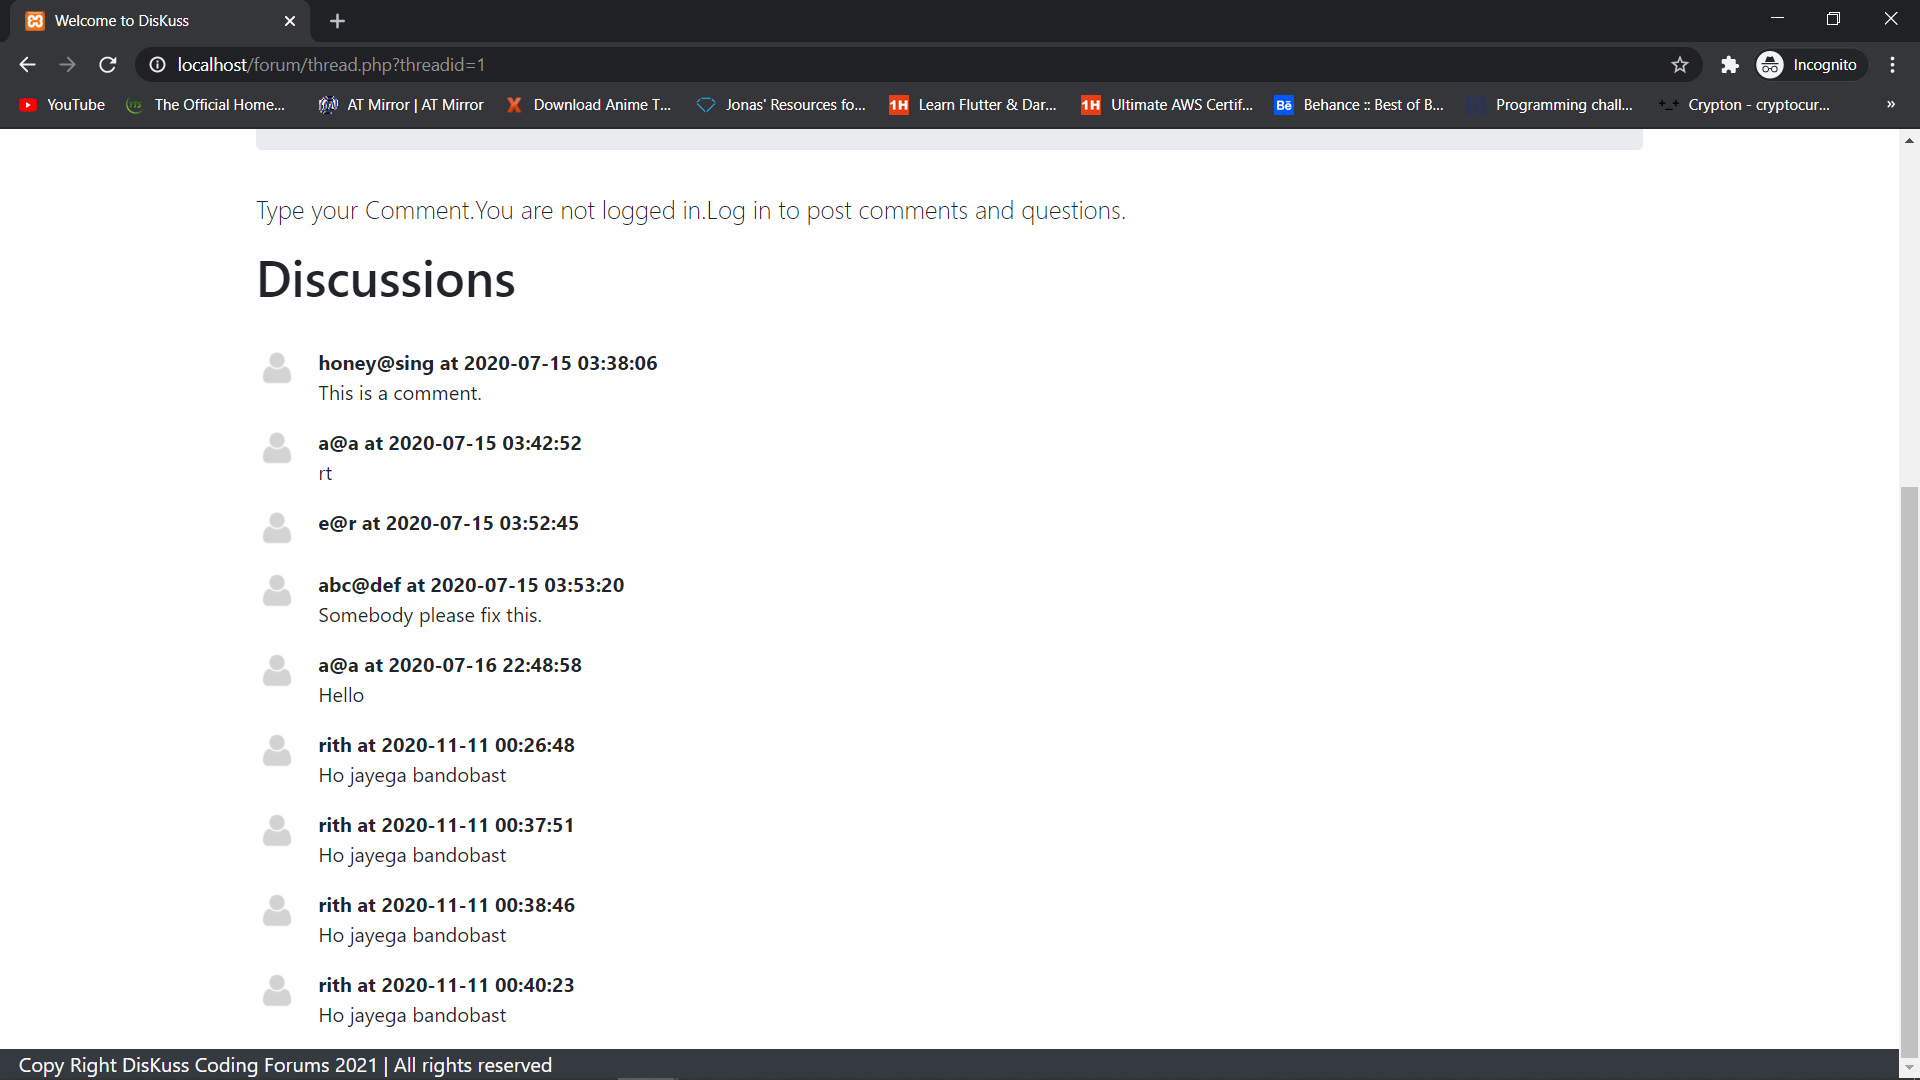 Welcome to DisKuss
localhost/forum/thread.php?threadid=1
Incognito
YouTube The Official Home... AT Mirror | AT Mirror Download Anime T... Jonas' Resources fo... 1H Learn Flutter & Dar... 1H Ultimate AWS Certif... Bē Behance :: Best of B... Programming chall... Crypton - cryptocur... »
Type your Comment.You are not logged in.Log in to post comments and questions.
Discussions
honey@sing at 2020-07-15 03:38:06
This is a comment.
a@a at 2020-07-15 03:42:52
rt
e@r at 2020-07-15 03:52:45
abc@def at 2020-07-15 03:53:20
Somebody please fix this.
a@a at 2020-07-16 22:48:58
Hello
rith at 2020-11-11 00:26:48
Ho jayega bandobast
rith at 2020-11-11 00:37:51
Ho jayega bandobast
rith at 2020-11-11 00:38:46
Ho jayega bandobast
rith at 2020-11-11 00:40:23
Ho jayega bandobast
Copy Right DisKuss Coding Forums 2021 | All rights reserved